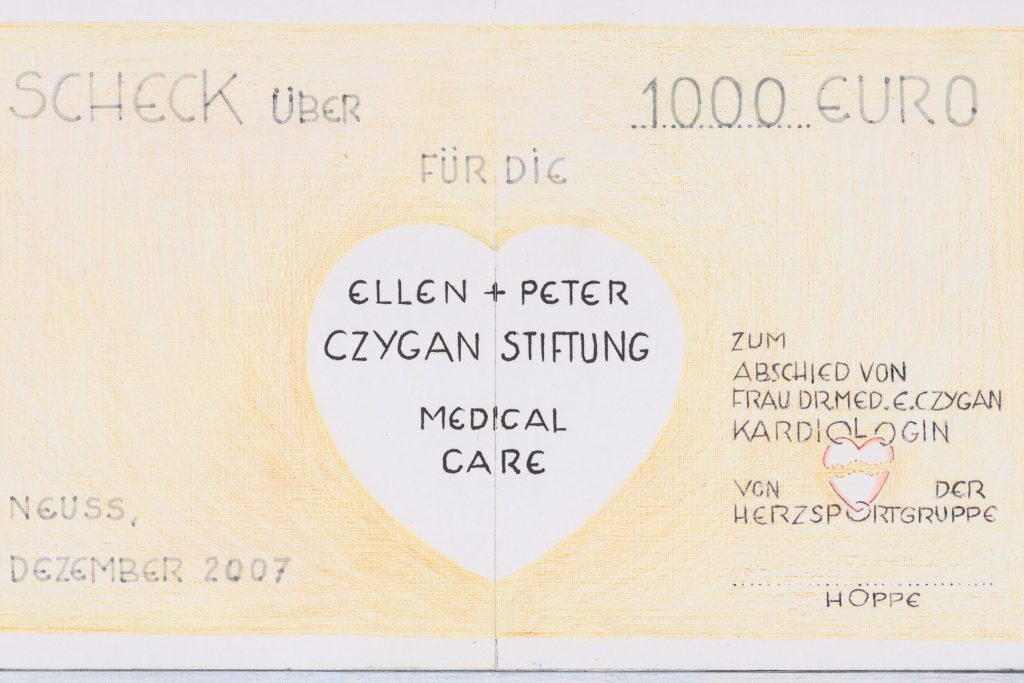 SCHECK ÜBER 1000 EURO
FÜR DIE
ELLEN + PETER
CZYGAN STIFTUNG
MEDICAL
CARE
ZUM
ABSCHIED VON
FRAU DR.MED.E.CZYGAN
KARDIOLOGIN
VON DER
HERZSPORTGRUPPE
HÖPPE
NEUSS,
DEZEMBER 2007